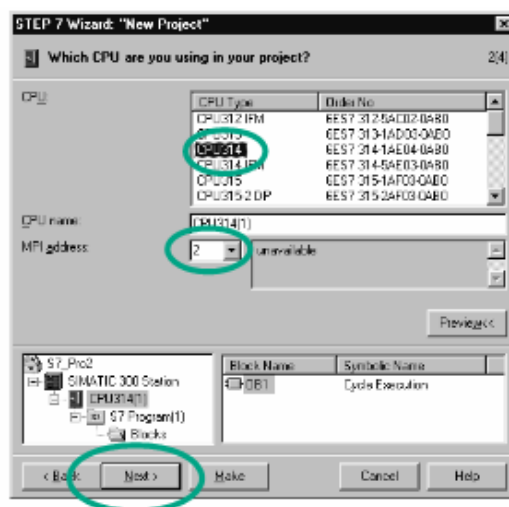 STEP 7 Wizard: "New Project"
Which CPU are you using in your project? 2(4)
CPU:
CPU Type Order No
CPU312 IFM 6ES7 312-5AC02-0AB0
CPU313 6ES7 313-1AD03-0AB0
CPU314 6ES7 314-1AE04-0AB0
CPU314 IFM 6ES7 314-5AE03-0AB0
CPU315 6ES7 315-1AF03-0AB0
CPU315-2 DP 6ES7 315-2AF03-0AB0
CPU name: CPU314(1)
MPI address: 2 unavailable
Preview<<
S7_Pro2
SIMATIC 300 Station
CPU314(1)
S7 Program(1)
Blocks
Block Name Symbolic Name
OB1 Cycle Execution
< Back Next > Make Cancel Help